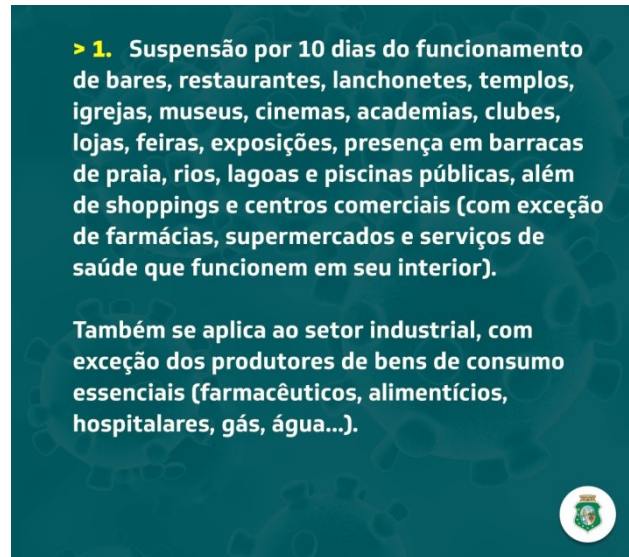 > 1. Suspensão por 10 dias do funcionamento
de bares, restaurantes, lanchonetes, templos,
igrejas, museus, cinemas, academias, clubes,
lojas, feiras, exposições, presença em barracas
de praia, rios, lagoas e piscinas públicas, além
de shoppings e centros comerciais (com exceção
de farmácias, supermercados e serviços de
saúde que funcionem em seu interior).
Também se aplica ao setor industrial, com
exceção dos produtores de bens de consumo
essenciais (farmacêuticos, alimentícios,
hospitalares, gás, água...).